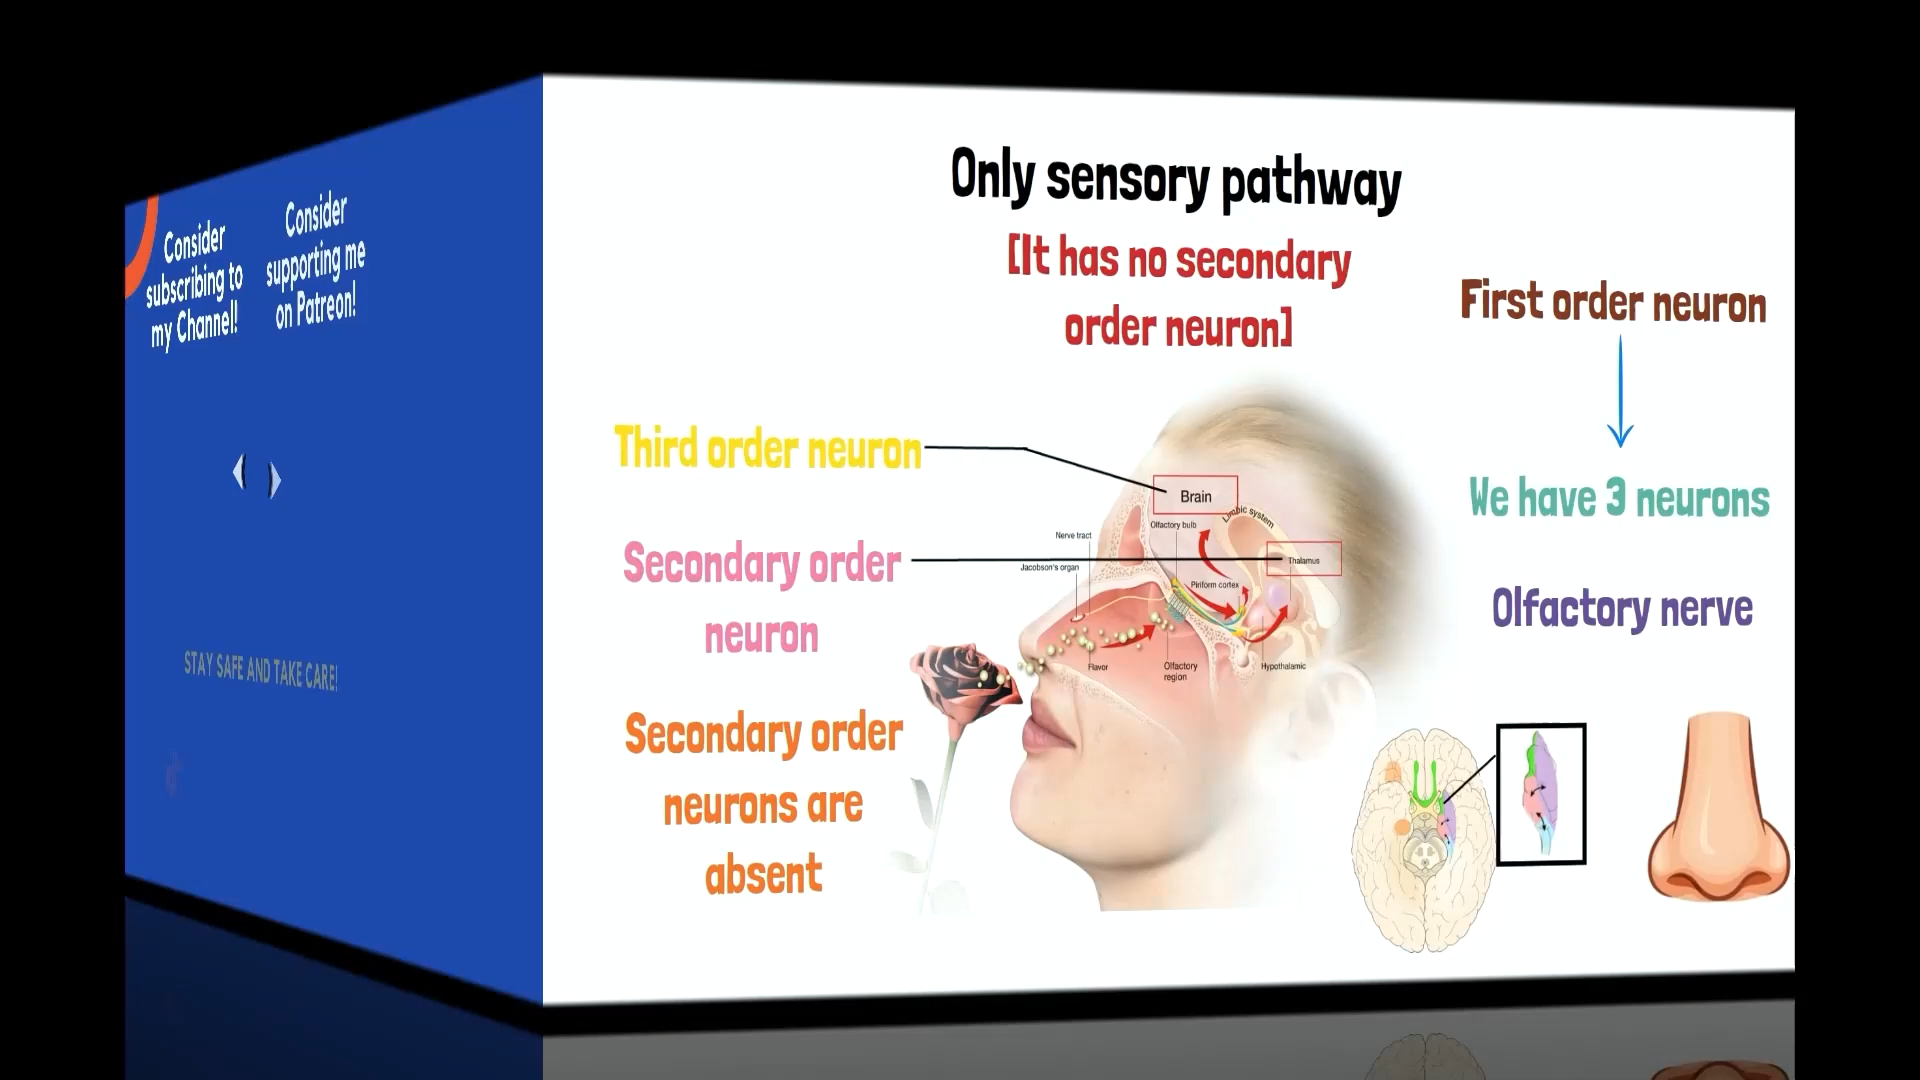 Consider
subscribing to
my Channel!
Consider
supporting me
on Patreon!
STAY SAFE AND TAKE CARE!
Only sensory pathway
[It has no secondary
order neuron]
First order neuron
We have 3 neurons
Olfactory nerve
Third order neuron
Secondary order
neuron
Secondary order
neurons are
absent
Brain
Limbic system
Olfactory bulb
Nerve tract
Thalamus
Jacobson's organ
Piriform cortex
Flavor
Olfactory
region
Hypothalamic